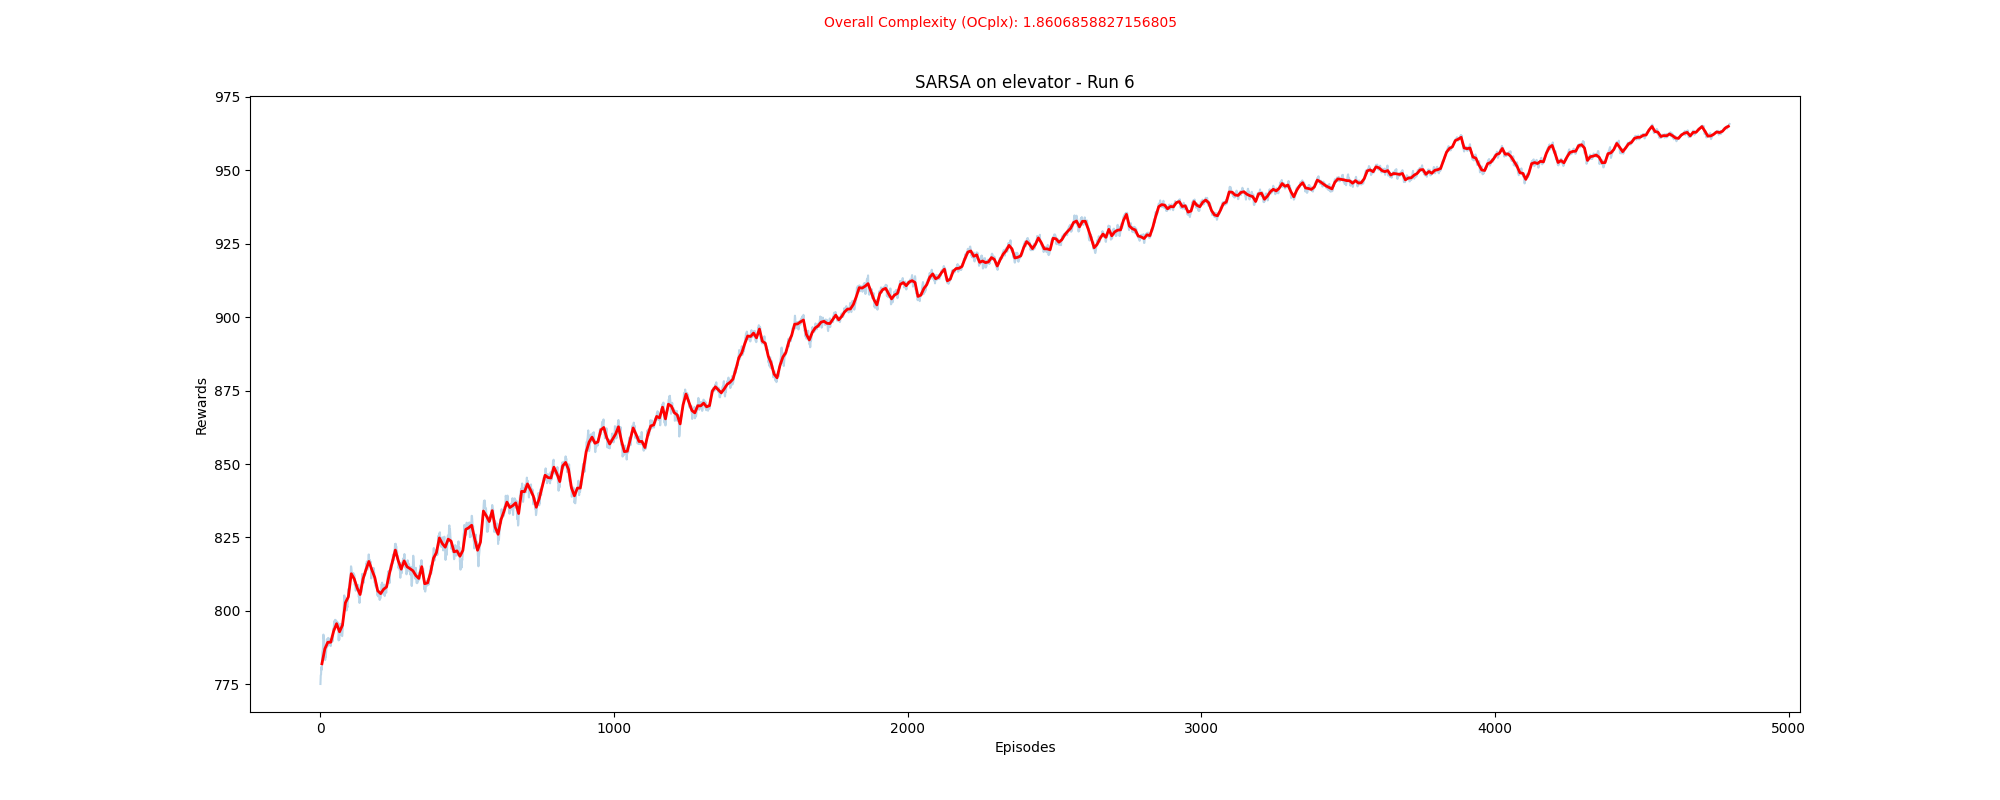 Overall Complexity (OCplx): 1.8606858827156805
SARSA on elevator - Run 6
975
950
925
900
875
850
825
800
775
Rewards
0 1000 2000 3000 4000 5000
Episodes